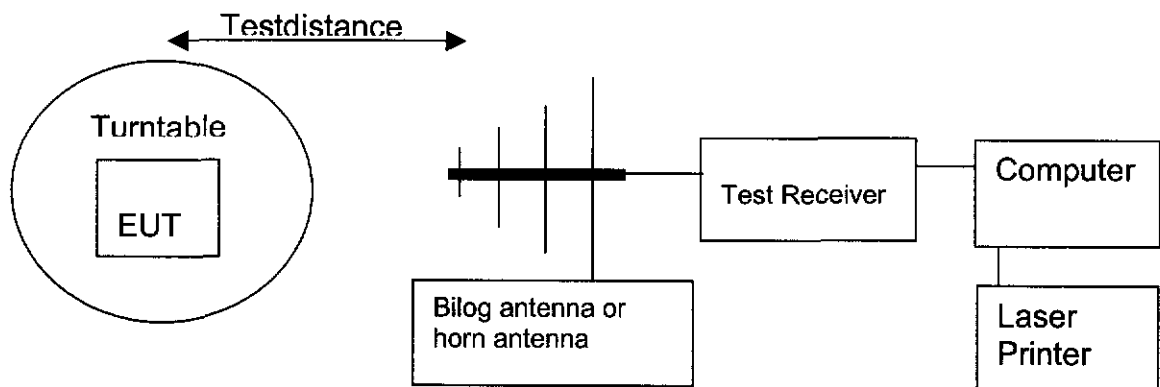 Testdistance
Turntable
EUT
Test Receiver
Computer
Bilog antenna or
horn antenna
Laser
Printer